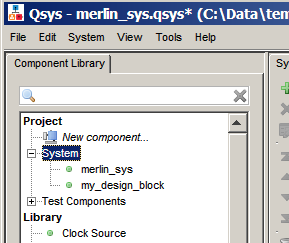 Qsys - merlin_sys.qsys* (C:\Data\ten
File Edit System View Tools Help
Component Library
Sy
Project
New component...
System
merlin_sys
my_design_block
Test Components
Library
Clock Source